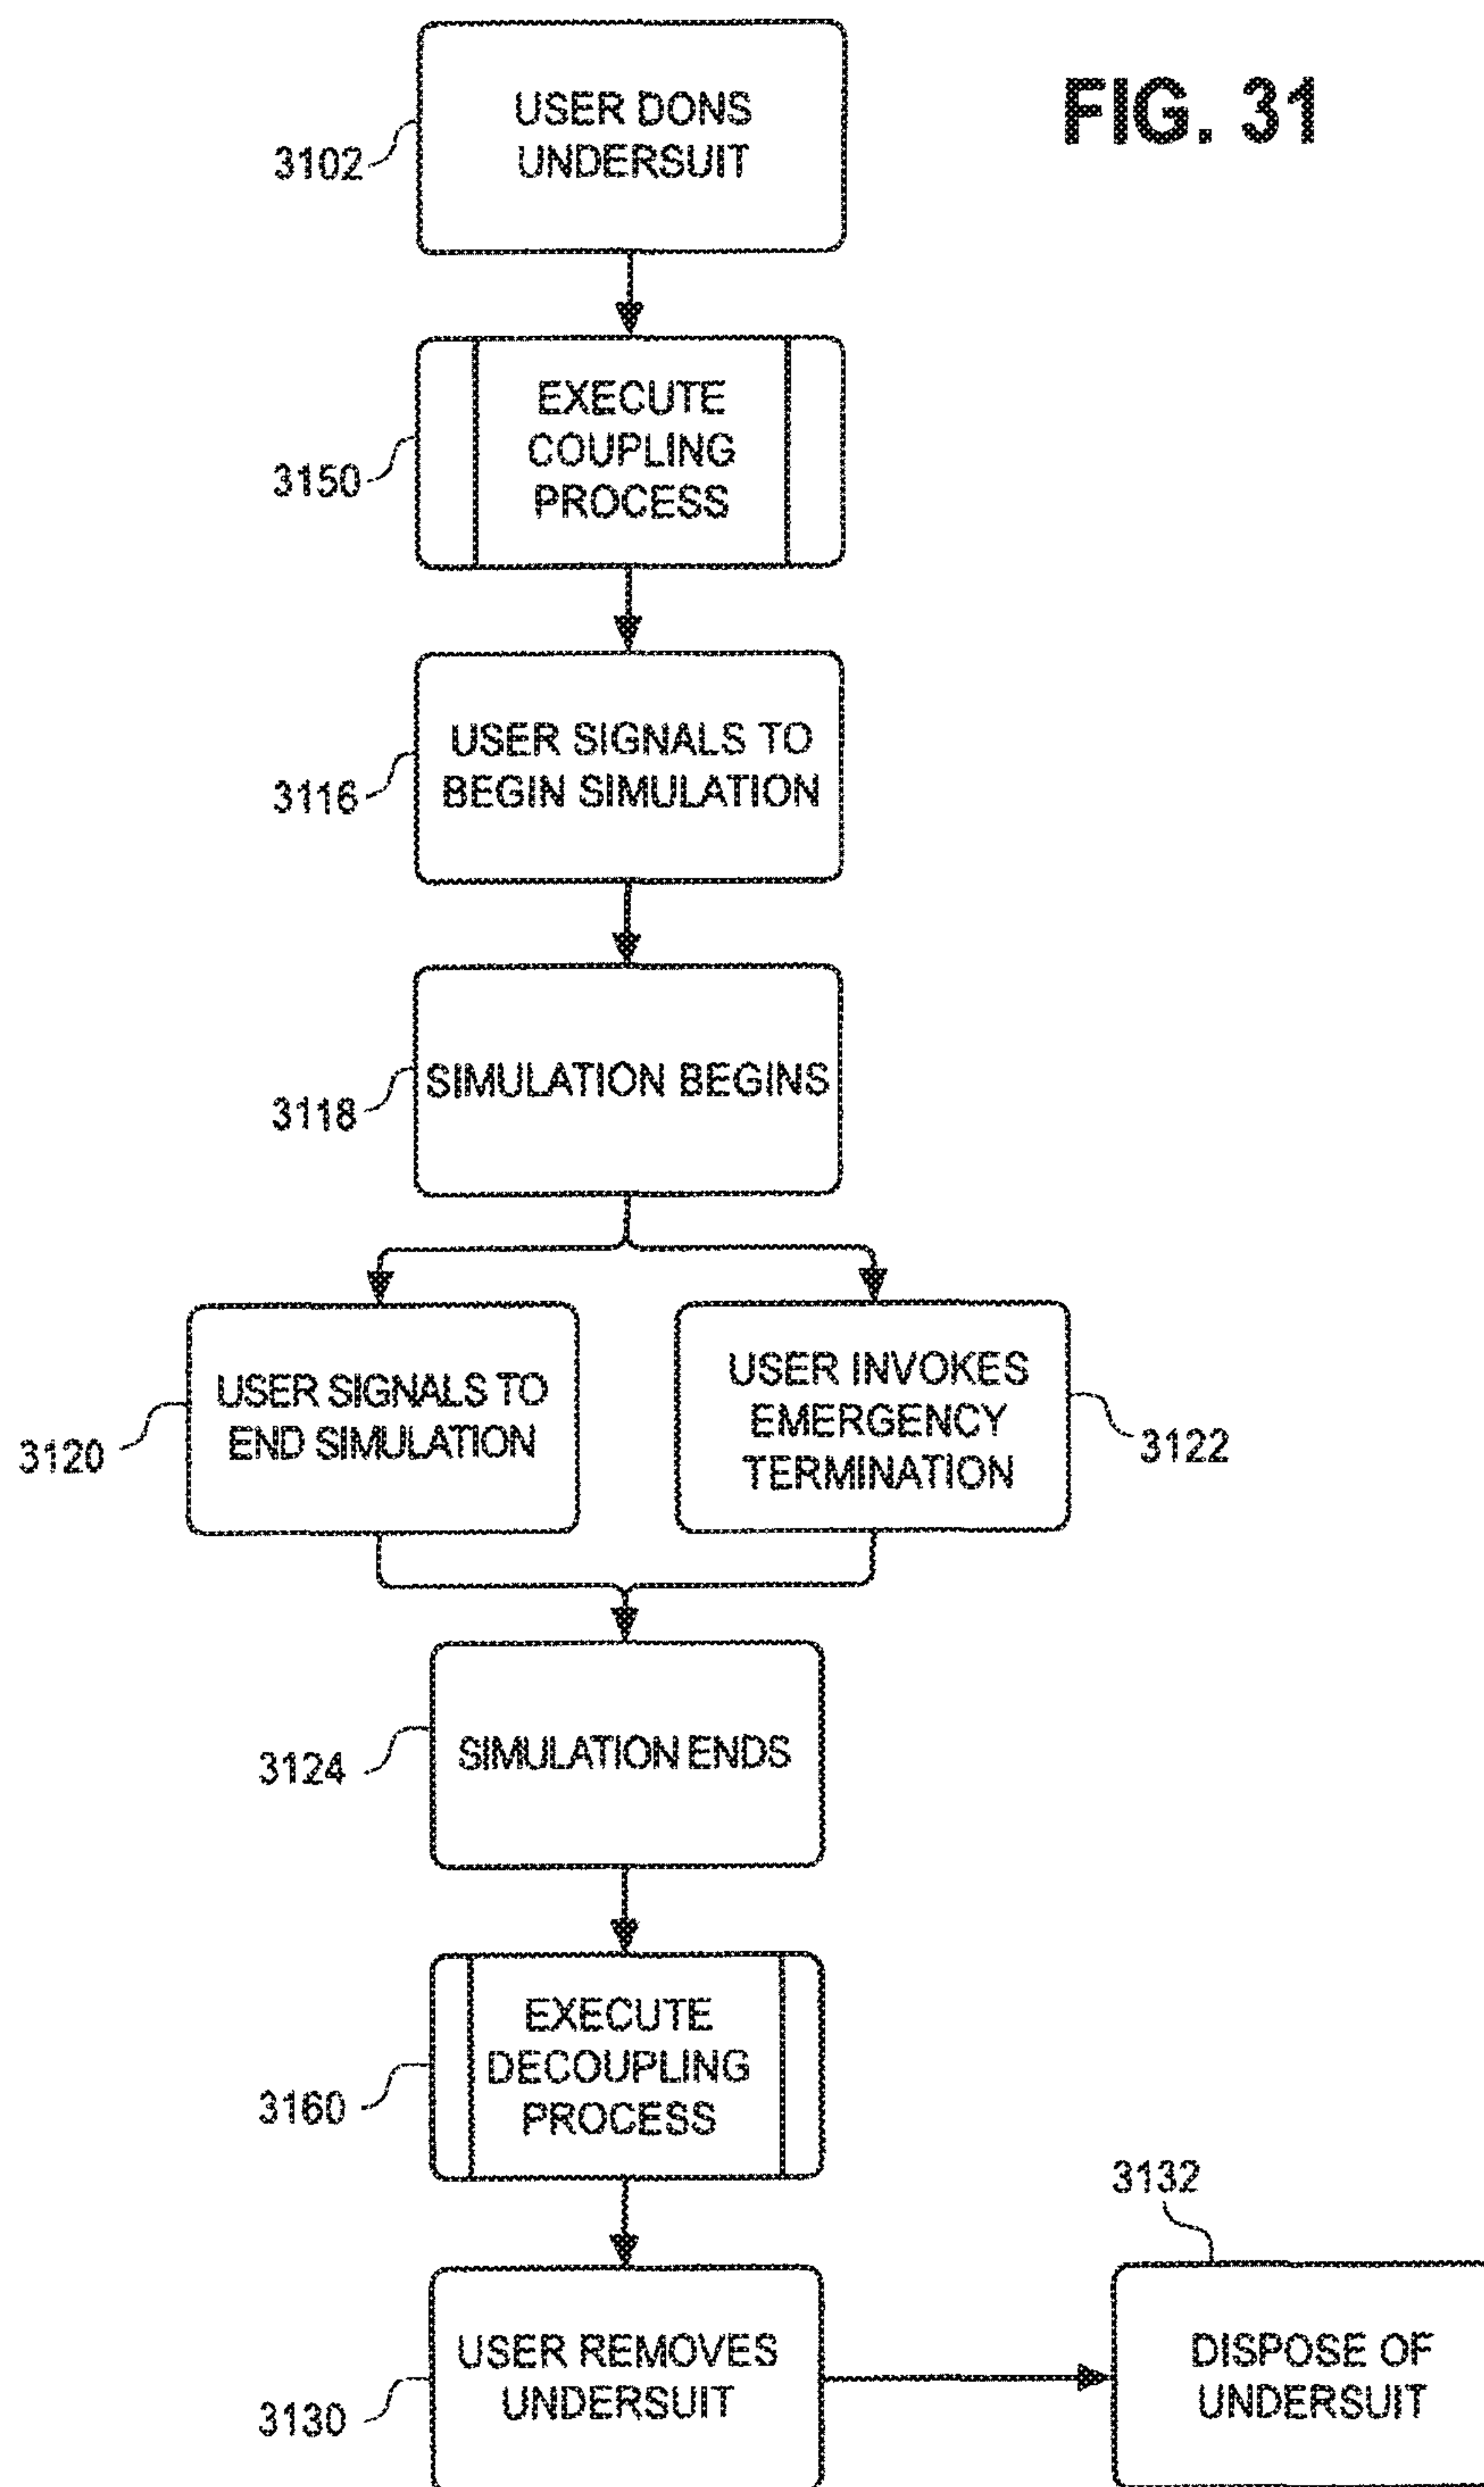 FIG. 31
USER DONS
UNDERSUIT
3102
EXECUTE
COUPLING
PROCESS
3150
USER SIGNALS TO
BEGIN SIMULATION
3116
SIMULATION BEGINS
3118
USER SIGNALS TO
END SIMULATION
3120
USER INVOKES
EMERGENCY
TERMINATION
3122
SIMULATION ENDS
3124
EXECUTE
DECOUPLING
PROCESS
3160
3132
USER REMOVES
UNDERSUIT
3130
DISPOSE OF
UNDERSUIT